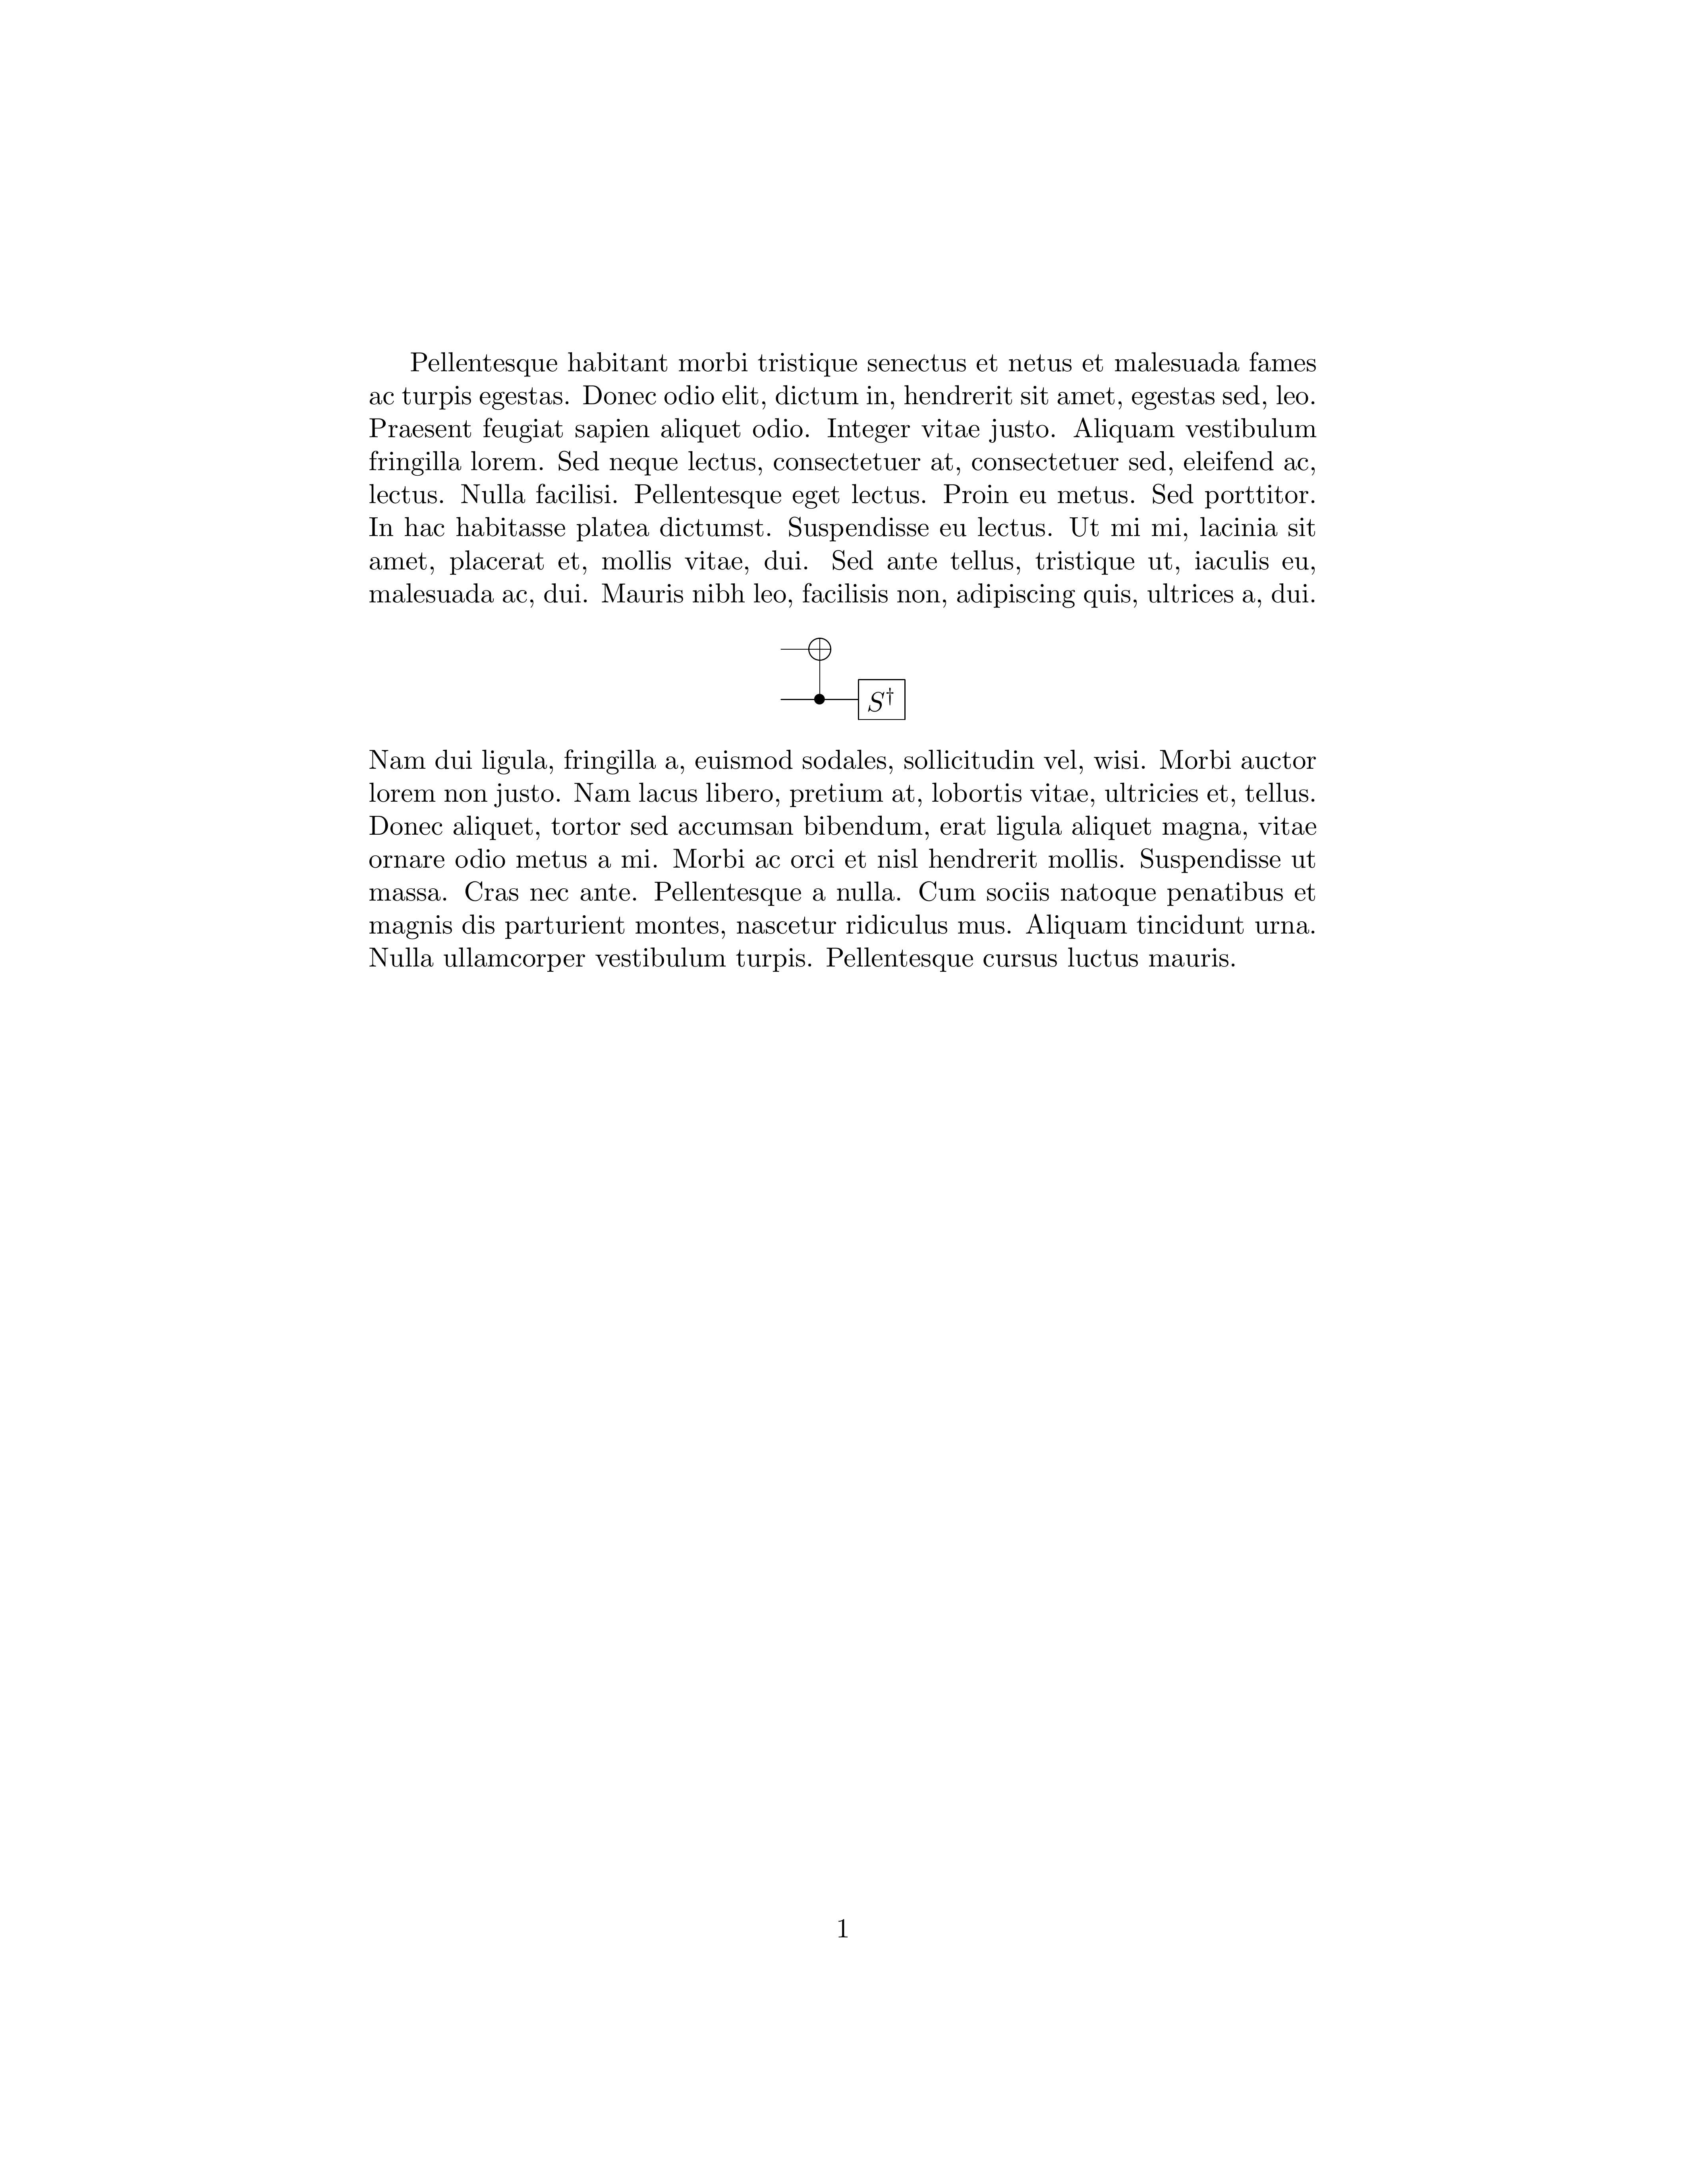 Pellentesque habitant morbi tristique senectus et netus et malesuada fames
ac turpis egestas. Donec odio elit, dictum in, hendrerit sit amet, egestas sed, leo.
Praesent feugiat sapien aliquet odio. Integer vitae justo. Aliquam vestibulum
fringilla lorem. Sed neque lectus, consectetuer at, consectetuer sed, eleifend ac,
lectus. Nulla facilisi. Pellentesque eget lectus. Proin eu metus. Sed porttitor.
In hac habitasse platea dictumst. Suspendisse eu lectus. Ut mi mi, lacinia sit
amet, placerat et, mollis vitae, dui. Sed ante tellus, tristique ut, iaculis eu,
malesuada ac, dui. Mauris nibh leo, facilisis non, adipiscing quis, ultrices a, dui.
S†
Nam dui ligula, fringilla a, euismod sodales, sollicitudin vel, wisi. Morbi auctor
lorem non justo. Nam lacus libero, pretium at, lobortis vitae, ultricies et, tellus.
Donec aliquet, tortor sed accumsan bibendum, erat ligula aliquet magna, vitae
ornare odio metus a mi. Morbi ac orci et nisl hendrerit mollis. Suspendisse ut
massa. Cras nec ante. Pellentesque a nulla. Cum sociis natoque penatibus et
magnis dis parturient montes, nascetur ridiculus mus. Aliquam tincidunt urna.
Nulla ullamcorper vestibulum turpis. Pellentesque cursus luctus mauris.
1